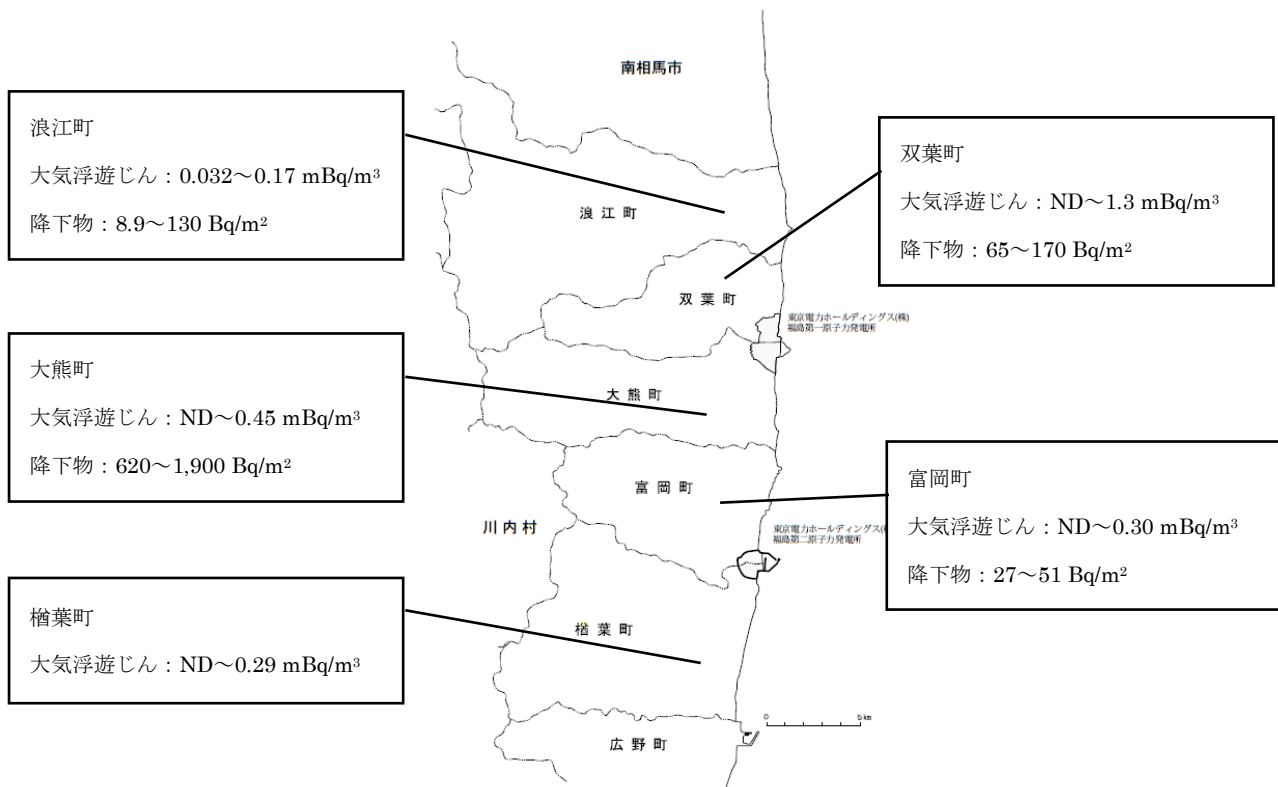 南相馬市
浪江町
大気浮遊じん：0.032～0.17 mBq/m³
降下物：8.9～130 Bq/m²
双葉町
大気浮遊じん：ND～1.3 mBq/m³
降下物：65～170 Bq/m²
浪江町
双葉町
東京電力ホールディングス(株)
福島第一原子力発電所
大熊町
大気浮遊じん：ND～0.45 mBq/m³
降下物：620～1,900 Bq/m²
大熊町
富岡町
富岡町
大気浮遊じん：ND～0.30 mBq/m³
降下物：27～51 Bq/m²
川内村
東京電力ホールディングス(
福島第二原子力発電所
楢葉町
大気浮遊じん：ND～0.29 mBq/m³
楢葉町
0 5km
広野町